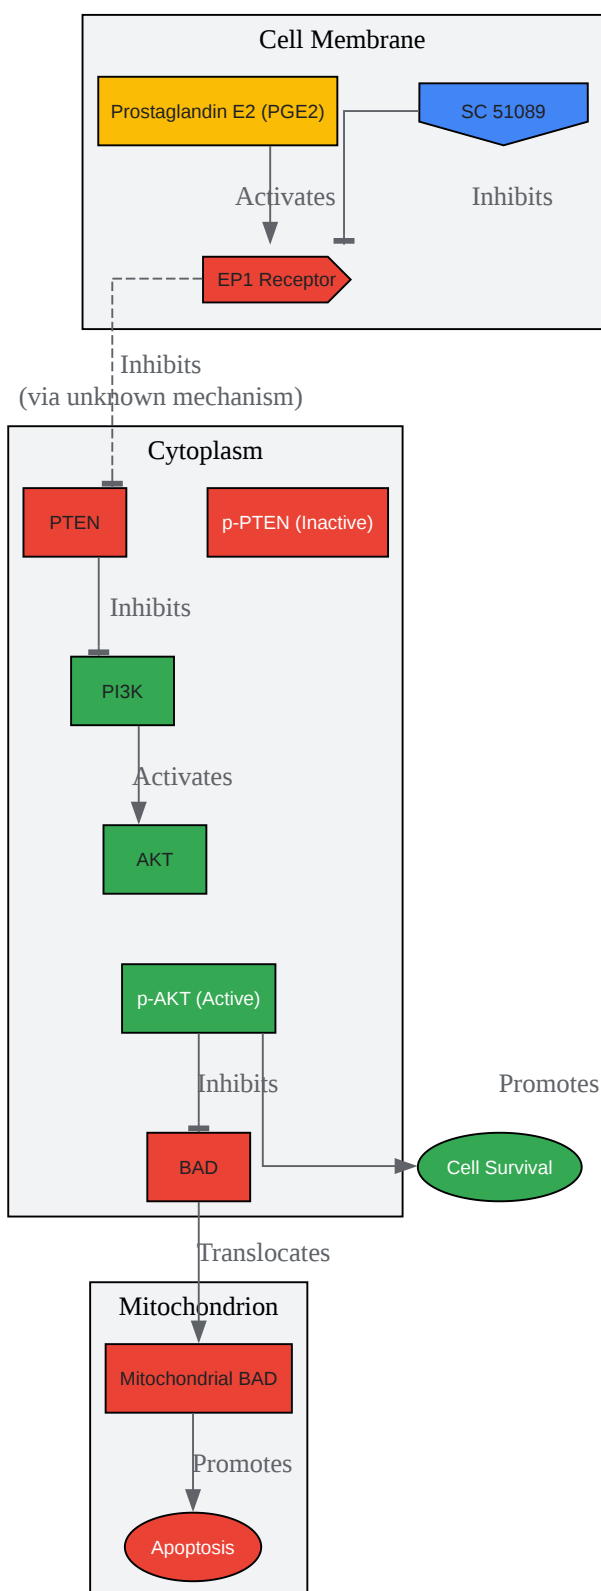 Cell Membrane
Prostaglandin E2 (PGE2)
SC 51089
Activates
Inhibits
EP1 Receptor
Inhibits
(via unknown mechanism)
Cytoplasm
PTEN
p-PTEN (Inactive)
Inhibits
PI3K
Activates
AKT
p-AKT (Active)
Inhibits
Promotes
BAD
Cell Survival
Translocates
Mitochondrion
Mitochondrial BAD
Promotes
Apoptosis